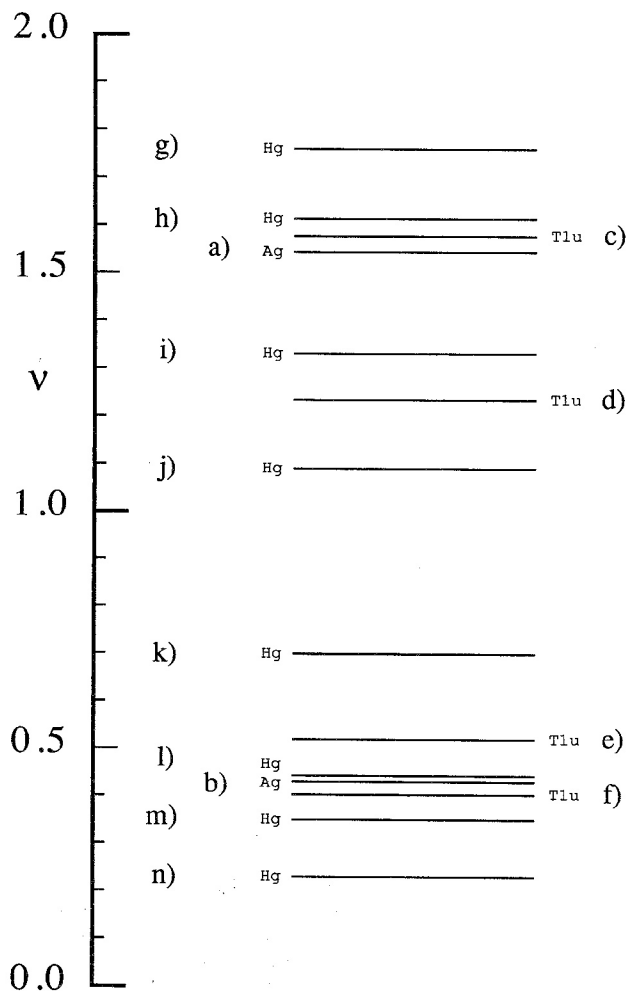 2.0
g) Hg
h) Hg
T1u c)
a) Ag
1.5
i) Hg
ν
T1u d)
j) Hg
1.0
k) Hg
0.5
T1u e)
l) Hg
b) Ag
T1u f)
m) Hg
n) Hg
0.0